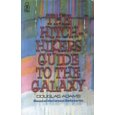 THE
HITCH-
HIKER'S
GUIDE
TO THE
GALAXY
DOUGLAS ADAMS